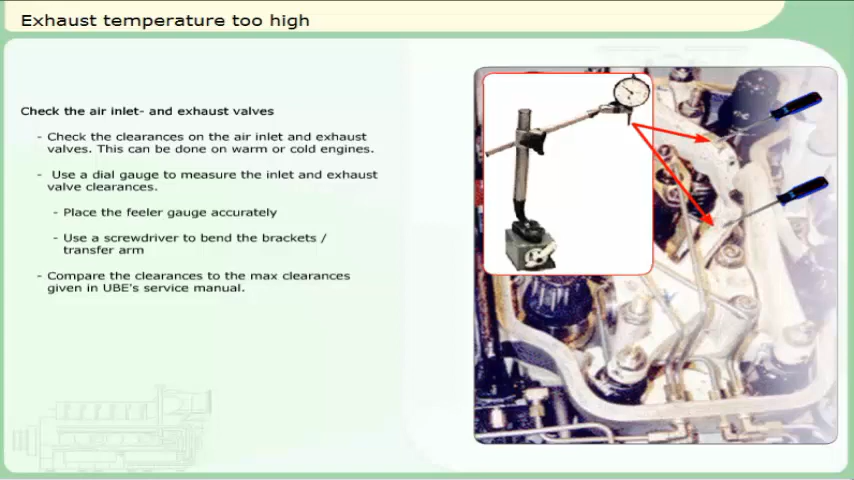 Exhaust temperature too high
Check the air inlet- and exhaust valves
- Check the clearances on the air inlet and exhaust
valves. This can be done on warm or cold engines.
- Use a dial gauge to measure the inlet and exhaust
valve clearances.
- Place the feeler gauge accurately
- Use a screwdriver to bend the brackets /
transfer arm
- Compare the clearances to the max clearances
given in UBE's service manual.